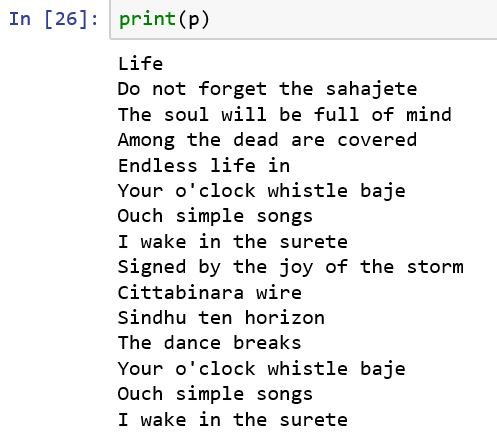 In [26]: print(p)
Life
Do not forget the sahajete
The soul will be full of mind
Among the dead are covered
Endless life in
Your o'clock whistle baje
Ouch simple songs
I wake in the surete
Signed by the joy of the storm
Cittabinara wire
Sindhu ten horizon
The dance breaks
Your o'clock whistle baje
Ouch simple songs
I wake in the surete